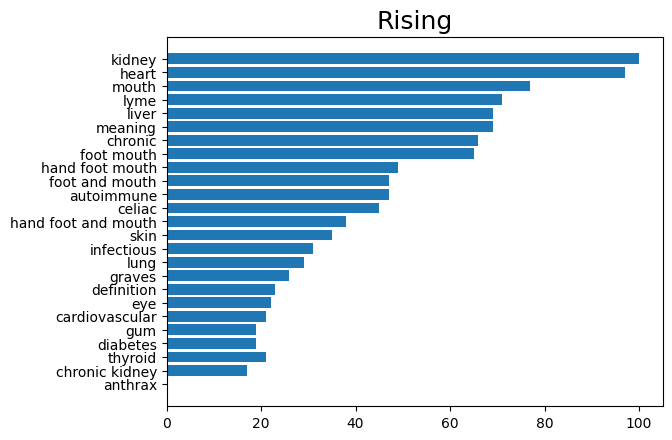 Rising
kidney
heart
mouth
lyme
liver
meaning
chronic
foot mouth
hand foot mouth
foot and mouth
autoimmune
celiac
hand foot and mouth
skin
infectious
lung
graves
definition
eye
cardiovascular
gum
diabetes
thyroid
chronic kidney
anthrax
0 20 40 60 80 100